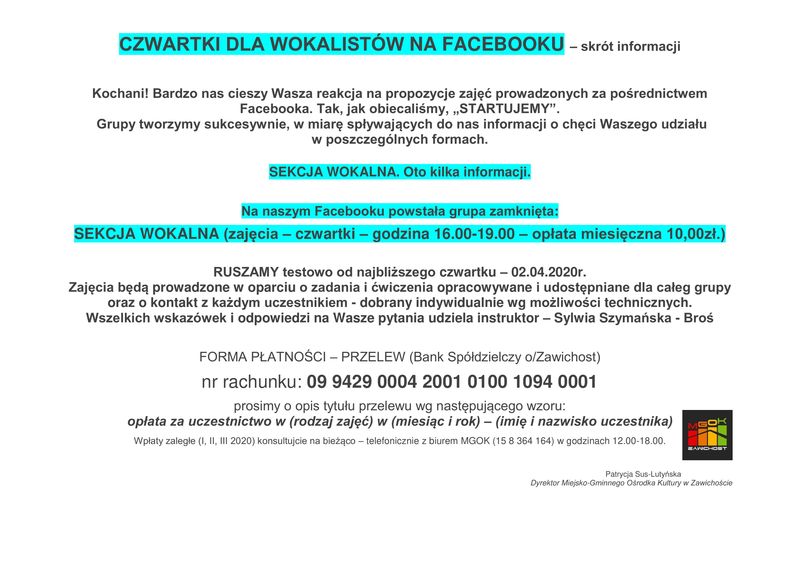 CZWARTKI DLA WOKALISTÓW NA FACEBOOKU – skrót informacji
Kochani! Bardzo nas cieszy Wasza reakcja na propozycje zajęć prowadzonych za pośrednictwem
Facebooka. Tak, jak obiecaliśmy, „STARTUJEMY”.
Grupy tworzymy sukcesywnie, w miarę spływających do nas informacji o chęci Waszego udziału
w poszczególnych formach.
SEKCJA WOKALNA. Oto kilka informacji.
Na naszym Facebooku powstała grupa zamknięta:
SEKCJA WOKALNA (zajęcia – czwartki – godzina 16.00-19.00 – opłata miesięczna 10,00zł.)
RUSZAMY testowo od najbliższego czwartku – 02.04.2020r.
Zajęcia będą prowadzone w oparciu o zadania i ćwiczenia opracowywane i udostępniane dla całeg grupy
oraz o kontakt z każdym uczestnikiem - dobrany indywidualnie wg możliwości technicznych.
Wszelkich wskazówek i odpowiedzi na Wasze pytania udziela instruktor – Sylwia Szymańska - Broś
FORMA PŁATNOŚCI – PRZELEW (Bank Spółdzielczy o/Zawichost)
nr rachunku: 09 9429 0004 2001 0100 1094 0001
prosimy o opis tytułu przelewu wg następującego wzoru:
opłata za uczestnictwo w (rodzaj zajęć) w (miesiąc i rok) – (imię i nazwisko uczestnika)
Wpłaty zaległe (I, II, III 2020) konsultujcie na bieżąco – telefonicznie z biurem MGOK (15 8 364 164) w godzinach 12.00-18.00.
MGOK
ZAWICHOST
Patrycja Sus-Lutyńska
Dyrektor Miejsko-Gminnego Ośrodka Kultury w Zawichoście